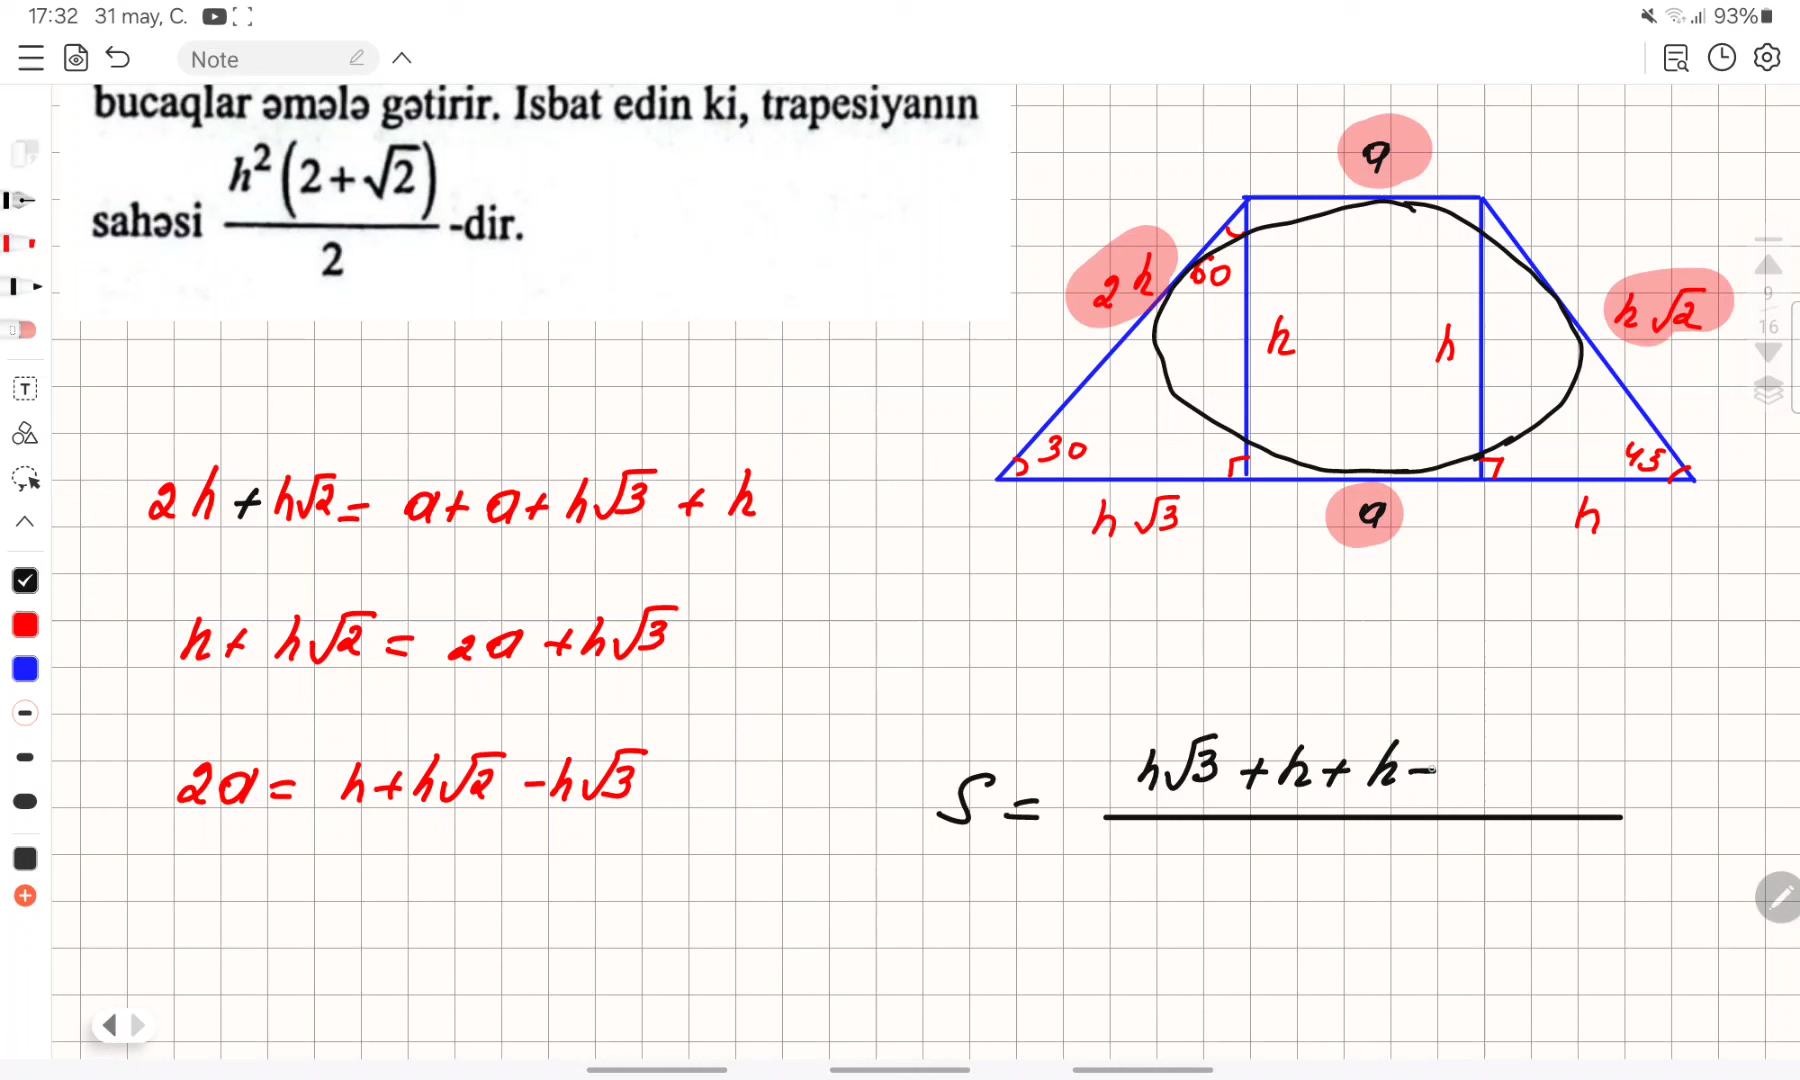 17:32 31 may, C. 93%
Note
bucaqlar əmələ gətirir. Isbat edin ki, trapesiyanın
sahəsi h²(2+√2)/2 -dir.
a
2h
60
h
h
h√2
30
45
h√3
a
h
2h + h√2 = a + a + h√3 + h
h + h√2 = 2a + h√3
2a = h + h√2 - h√3
S = h√3 + h + h -
9
16
T